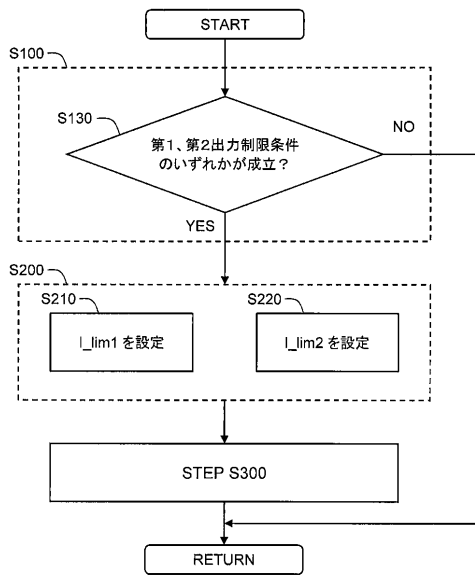 START
S100
S130
第1、第2出力制限条件
のいずれかが成立？
NO
YES
S200
S210
I_lim1 を設定
S220
I_lim2 を設定
STEP S300
RETURN